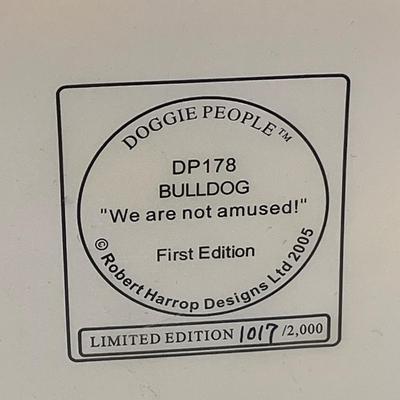 DOGGIE PEOPLE™
DP178
BULLDOG
"We are not amused!"
First Edition
© Robert Harrop Designs Ltd 2005
LIMITED EDITION 1017/2,000